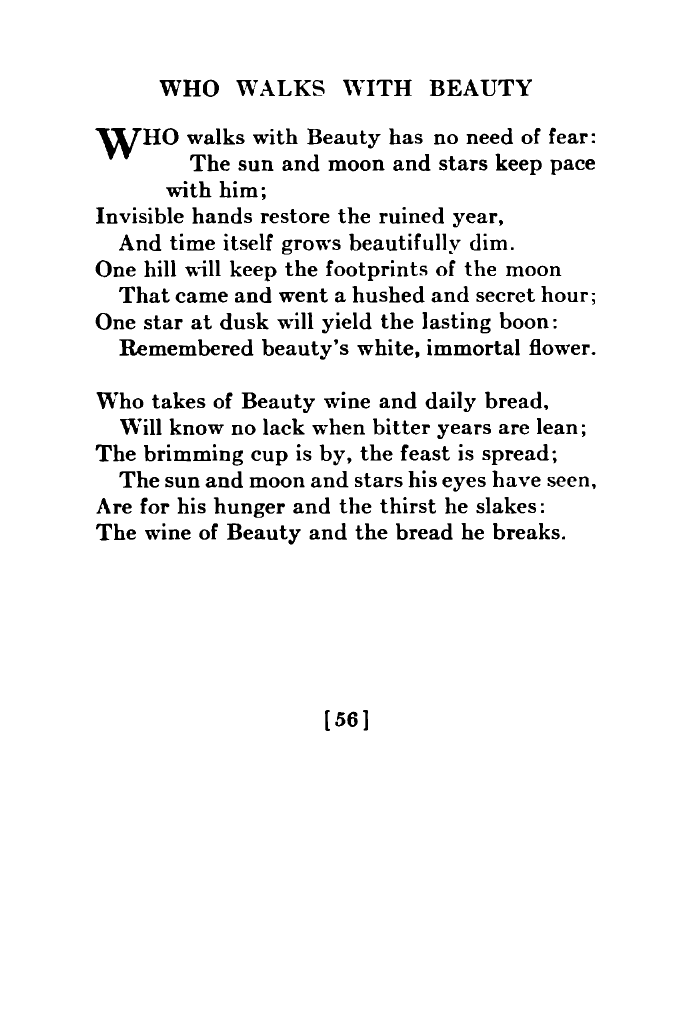 WHO WALKS WITH BEAUTY
WHO walks with Beauty has no need of fear:
The sun and moon and stars keep pace
with him;
Invisible hands restore the ruined year,
And time itself grows beautifully dim.
One hill will keep the footprints of the moon
That came and went a hushed and secret hour;
One star at dusk will yield the lasting boon:
Remembered beauty's white, immortal flower.
Who takes of Beauty wine and daily bread,
Will know no lack when bitter years are lean;
The brimming cup is by, the feast is spread;
The sun and moon and stars his eyes have seen,
Are for his hunger and the thirst he slakes:
The wine of Beauty and the bread he breaks.
[56]